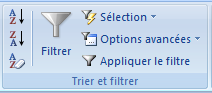 A
Z
Z
A
A
Z
Filtrer
Sélection
Options avancées
Appliquer le filtre
Trier et filtrer